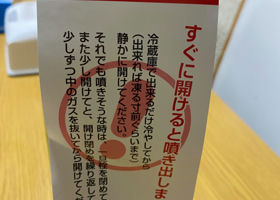 すぐに開けると噴き出しま
冷蔵庫で出来るだけ冷やしてから
(出来れば凍る寸前ぐらいまで)
静かに開けてください。
それでも噴きそうな時は、一旦栓を閉めて
また少し開けてと、開け閉めを繰り返して
少しずつ中のガスを抜いてから開けてくだ